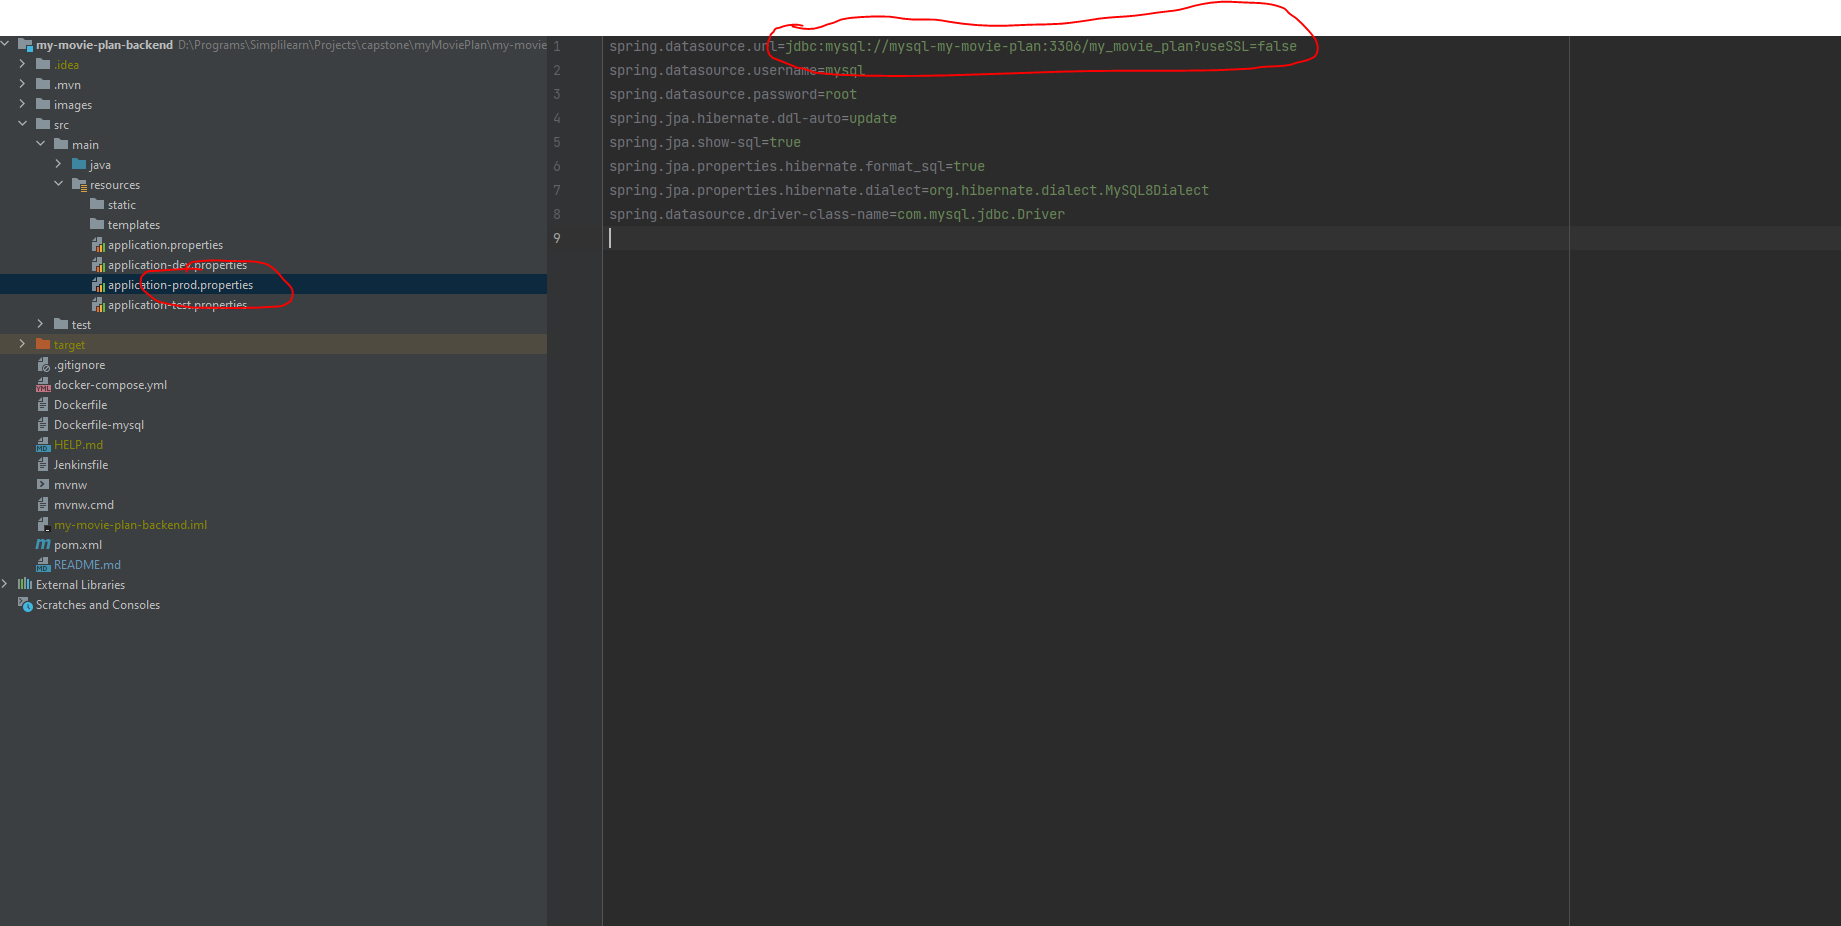 my-movie-plan-backend D:\Programs\Simplilearn\Projects\capstone\myMoviePlan\my-movie
.idea
.mvn
images
src
main
java
resources
static
templates
application.properties
application-dev.properties
application-prod.properties
application-test.properties
test
target
.gitignore
docker-compose.yml
Dockerfile
Dockerfile-mysql
HELP.md
Jenkinsfile
mvnw
mvnw.cmd
my-movie-plan-backend.iml
pom.xml
README.md
External Libraries
Scratches and Consoles
1 spring.datasource.url=jdbc:mysql://mysql-my-movie-plan:3306/my_movie_plan?useSSL=false
2 spring.datasource.username=mysql
3 spring.datasource.password=root
4 spring.jpa.hibernate.ddl-auto=update
5 spring.jpa.show-sql=true
6 spring.jpa.properties.hibernate.format_sql=true
7 spring.jpa.properties.hibernate.dialect=org.hibernate.dialect.MySQL8Dialect
8 spring.datasource.driver-class-name=com.mysql.jdbc.Driver
9